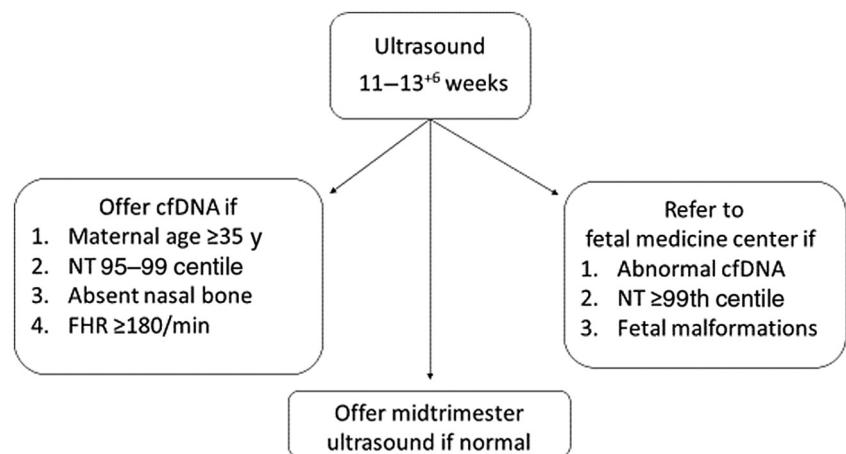 Ultrasound
11–13⁺⁶ weeks
Offer cfDNA if
1. Maternal age ≥35 y
2. NT 95–99 centile
3. Absent nasal bone
4. FHR ≥180/min
Refer to
fetal medicine center if
1. Abnormal cfDNA
2. NT ≥99th centile
3. Fetal malformations
Offer midtrimester
ultrasound if normal